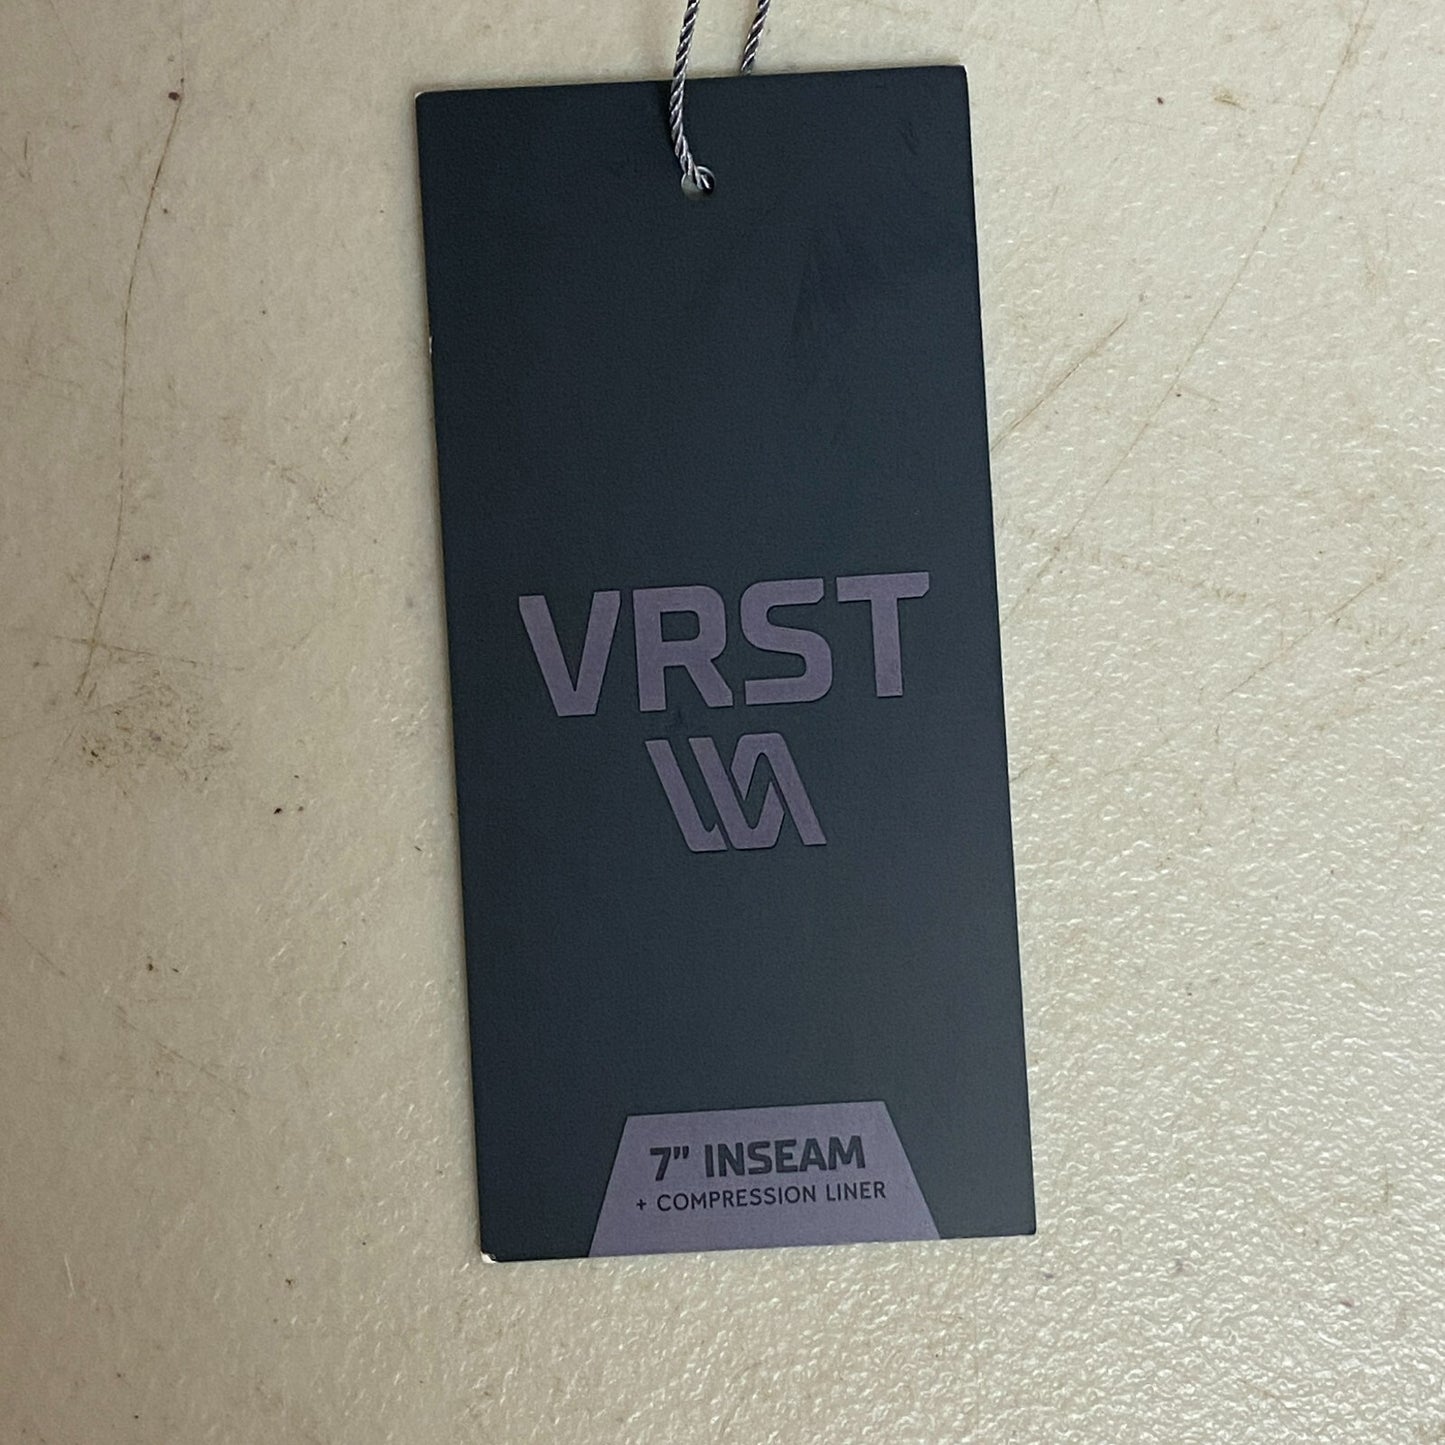 VRST
7” INSEAM
+ COMPRESSION LINER